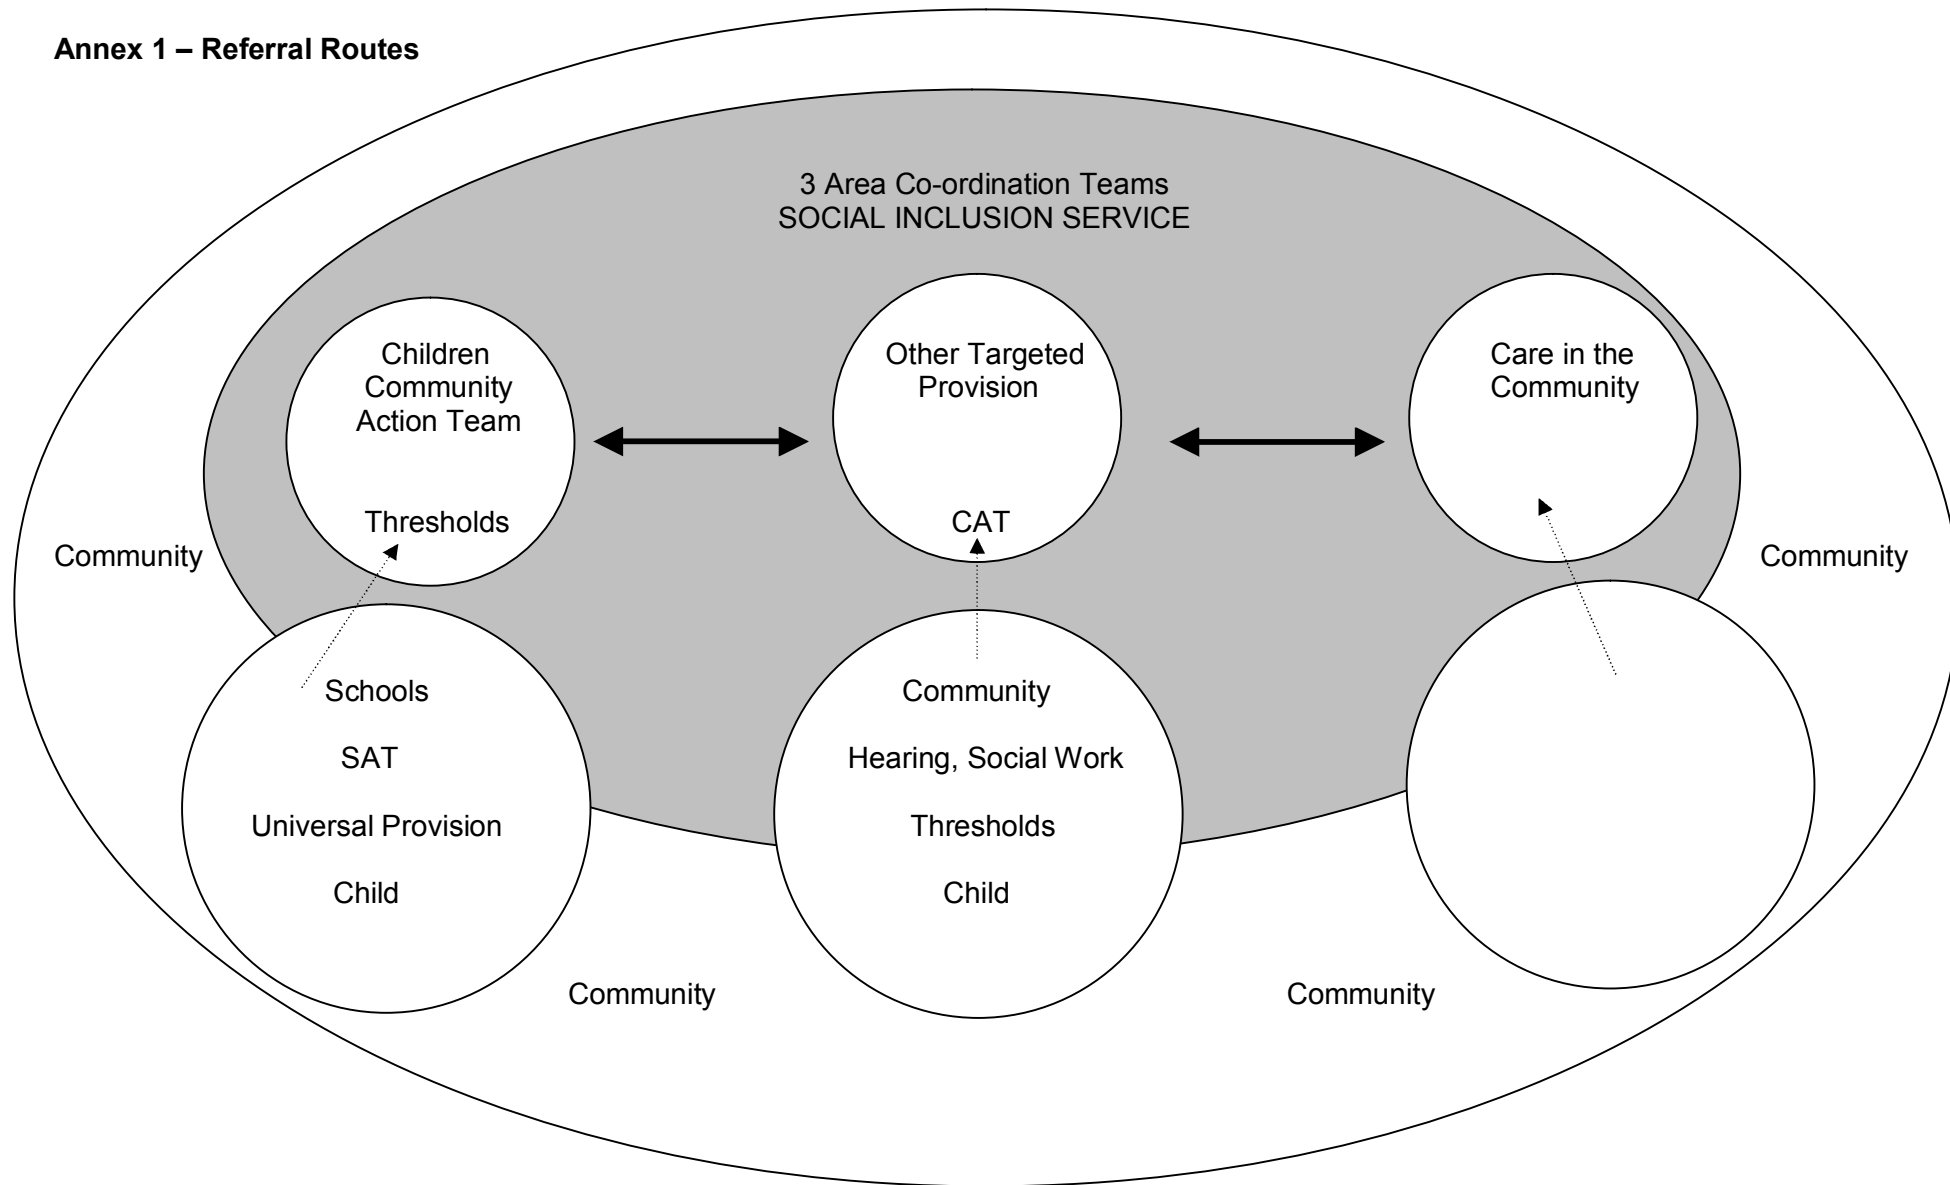 Annex 1 – Referral Routes
3 Area Co-ordination Teams
SOCIAL INCLUSION SERVICE
Children
Community
Action Team
Thresholds
Other Targeted
Provision
CAT
Care in the
Community
Community
Community
Schools
SAT
Universal Provision
Child
Community
Hearing, Social Work
Thresholds
Child
Community
Community